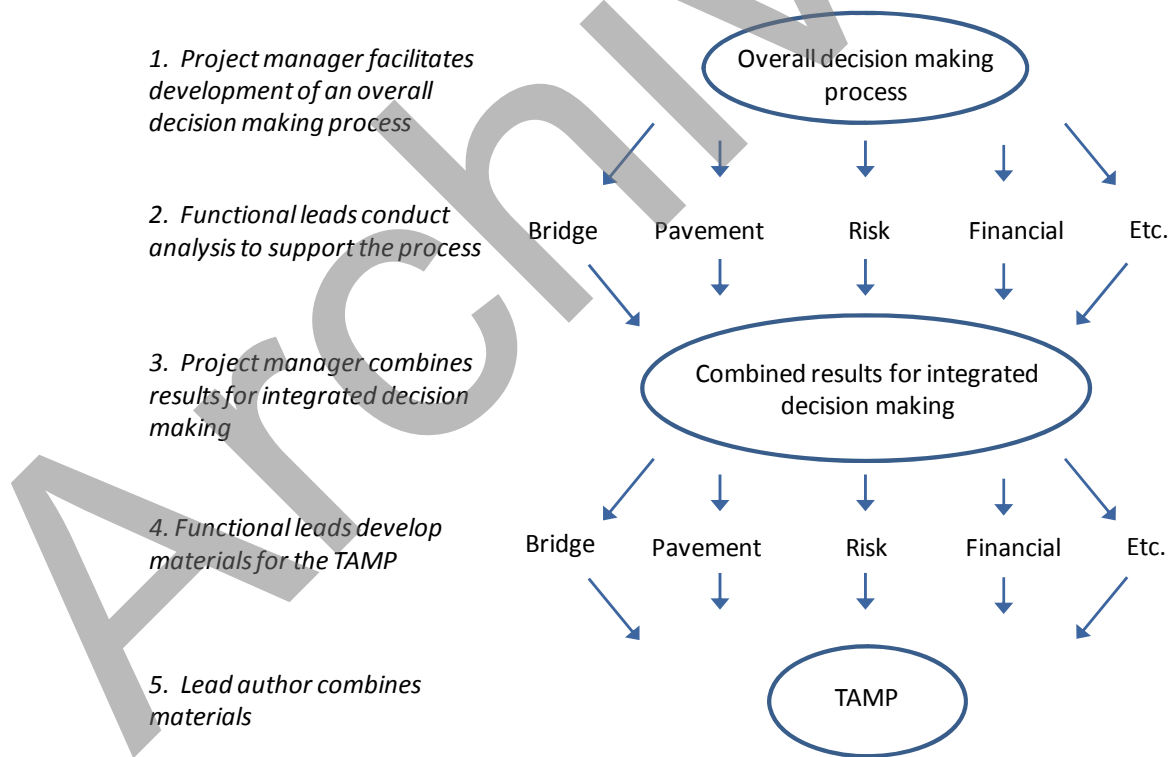 1. Project manager facilitates
development of an overall
decision making process
Overall decision making
process
2. Functional leads conduct
analysis to support the process
Bridge
Pavement
Risk
Financial
Etc.
3. Project manager combines
results for integrated decision
making
Combined results for integrated
decision making
4. Functional leads develop
materials for the TAMP
Bridge
Pavement
Risk
Financial
Etc.
5. Lead author combines
materials
TAMP